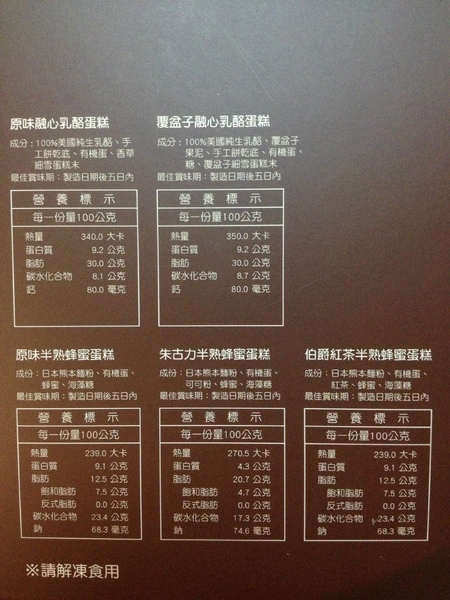 原味融心乳酪蛋糕
成分：100%美國純生乳酪、手
工餅乾底、有機蛋、香草
細雪蛋糕末
最佳賞味期：製造日期後五日內
營養標示
每一份量100公克
熱量 340.0 大卡
蛋白質 9.2 公克
脂肪 30.0 公克
碳水化合物 8.1 公克
鈣 80.0 毫克
覆盆子融心乳酪蛋糕
成分：100%美國純生乳酪、覆盆子
果泥、手工餅乾底、有機蛋、
糖、覆盆子細雪蛋糕末
最佳賞味期：製造日期後五日內
營養標示
每一份量100公克
熱量 350.0 大卡
蛋白質 9.2 公克
脂肪 30.0 公克
碳水化合物 8.7 公克
鈣 80.0 毫克
原味半熟蜂蜜蛋糕
成份：日本熊本麵粉、有機蛋、
蜂蜜、海藻糖
最佳賞味期：製造日期後五日內
營養標示
每一份量100公克
熱量 239.0 大卡
蛋白質 9.1 公克
脂肪 12.5 公克
飽和脂肪 7.5 公克
反式脂肪 0.0 公克
碳水化合物 23.4 公克
鈉 68.3 毫克
朱古力半熟蜂蜜蛋糕
成份：日本熊本麵粉、有機蛋、
可可粉、蜂蜜、海藻糖
最佳賞味期：製造日期後五日內
營養標示
每一份量100公克
熱量 270.5 大卡
蛋白質 4.3 公克
脂肪 20.7 公克
飽和脂肪 4.7 公克
反式脂肪 0.0 公克
碳水化合物 17.3 公克
鈉 74.6 毫克
伯爵紅茶半熟蜂蜜蛋糕
成份：日本熊本麵粉、有機蛋、
紅茶、蜂蜜、海藻糖
最佳賞味期：製造日期後五日內
營養標示
每一份量100公克
熱量 239.0 大卡
蛋白質 9.1 公克
脂肪 12.5 公克
飽和脂肪 7.5 公克
反式脂肪 0.0 公克
碳水化合物 23.4 公克
鈉 68.3 毫克
※請解凍食用